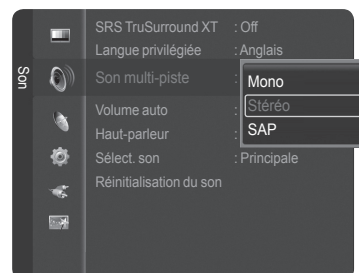 Son
SRS TruSurround XT : Off
Langue privilégiée : Anglais
Son multi-piste :
Volume auto :
Haut-parleur :
Sélect. son : Principale
Réinitialisation du son
Mono
Stéréo
SAP